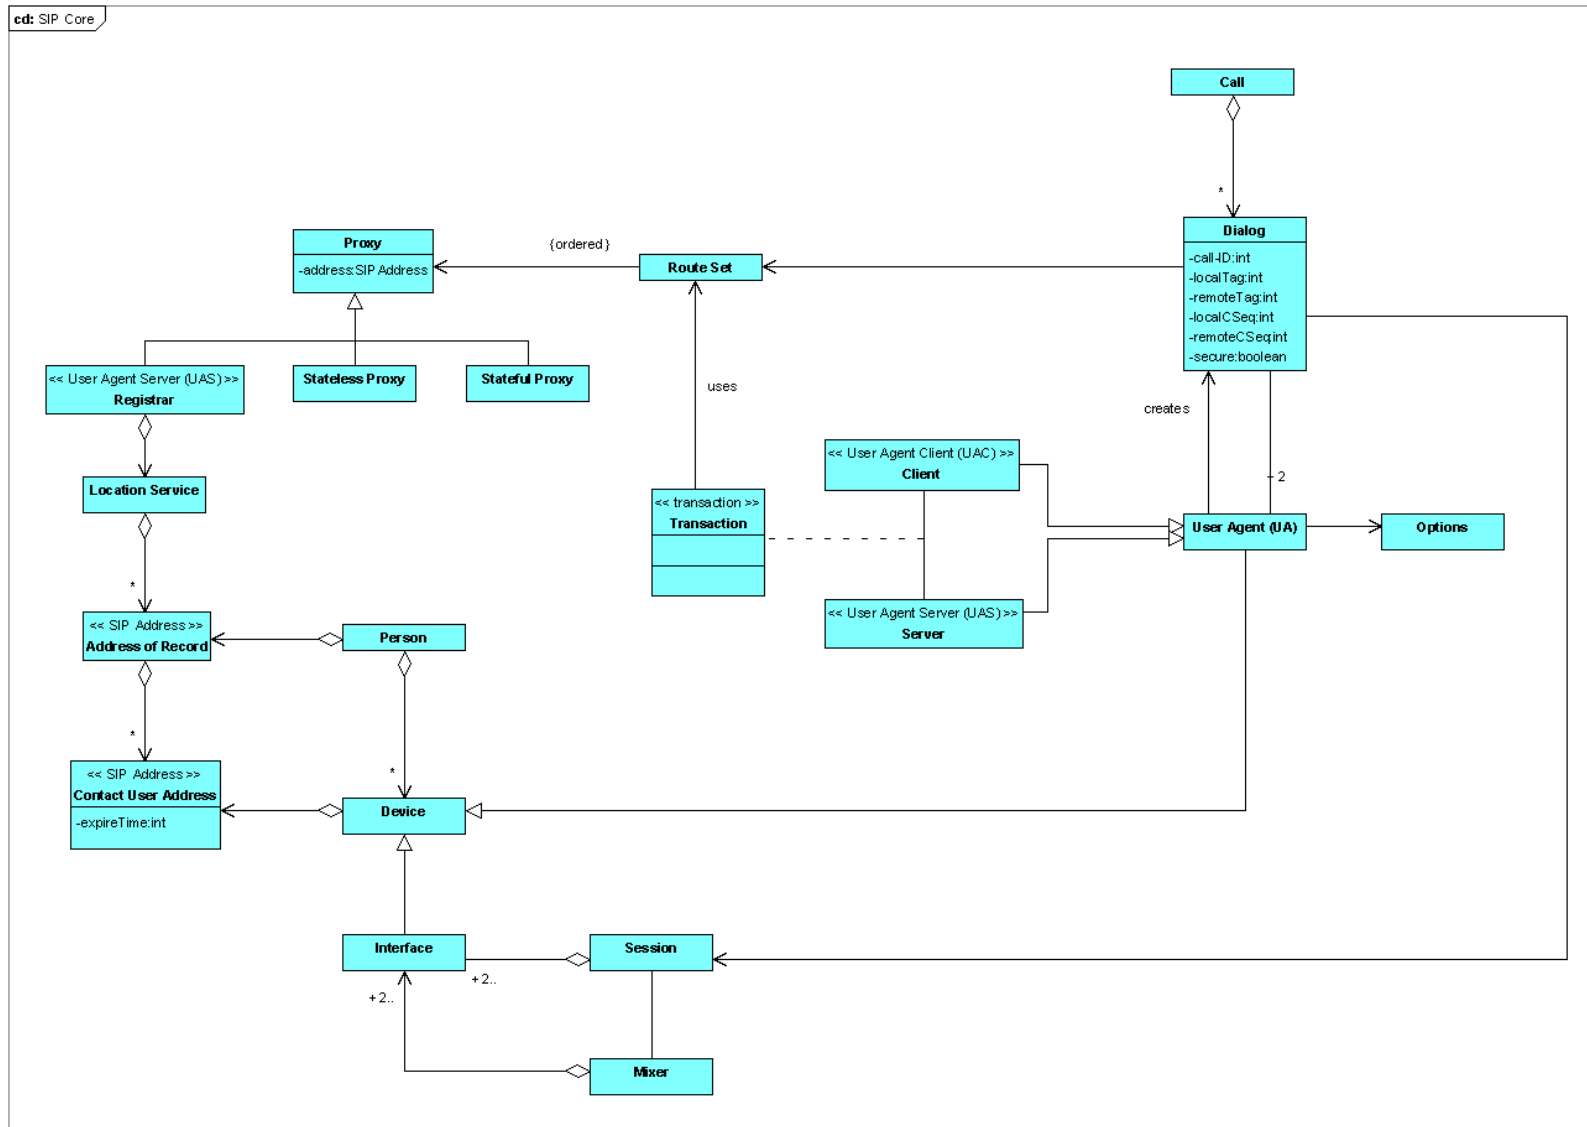 cd: SIP Core
Call
*
Dialog
-call-ID:int
-localTag:int
-remoteTag:int
-localCSeq:int
-remoteCSeq:int
-secure:boolean
{ordered}
Proxy
-address:SIP Address
Route Set
<< User Agent Server (UAS) >>
Registrar
Stateless Proxy
Stateful Proxy
uses
creates
<< User Agent Client (UAC) >>
Client
2
Location Service
<< transaction >>
Transaction
User Agent (UA)
Options
*
<< SIP Address >>
Address of Record
Person
<< User Agent Server (UAS) >>
Server
*
<< SIP Address >>
Contact User Address
-expireTime:int
*
Device
Interface
Session
+2..
+2..
Mixer